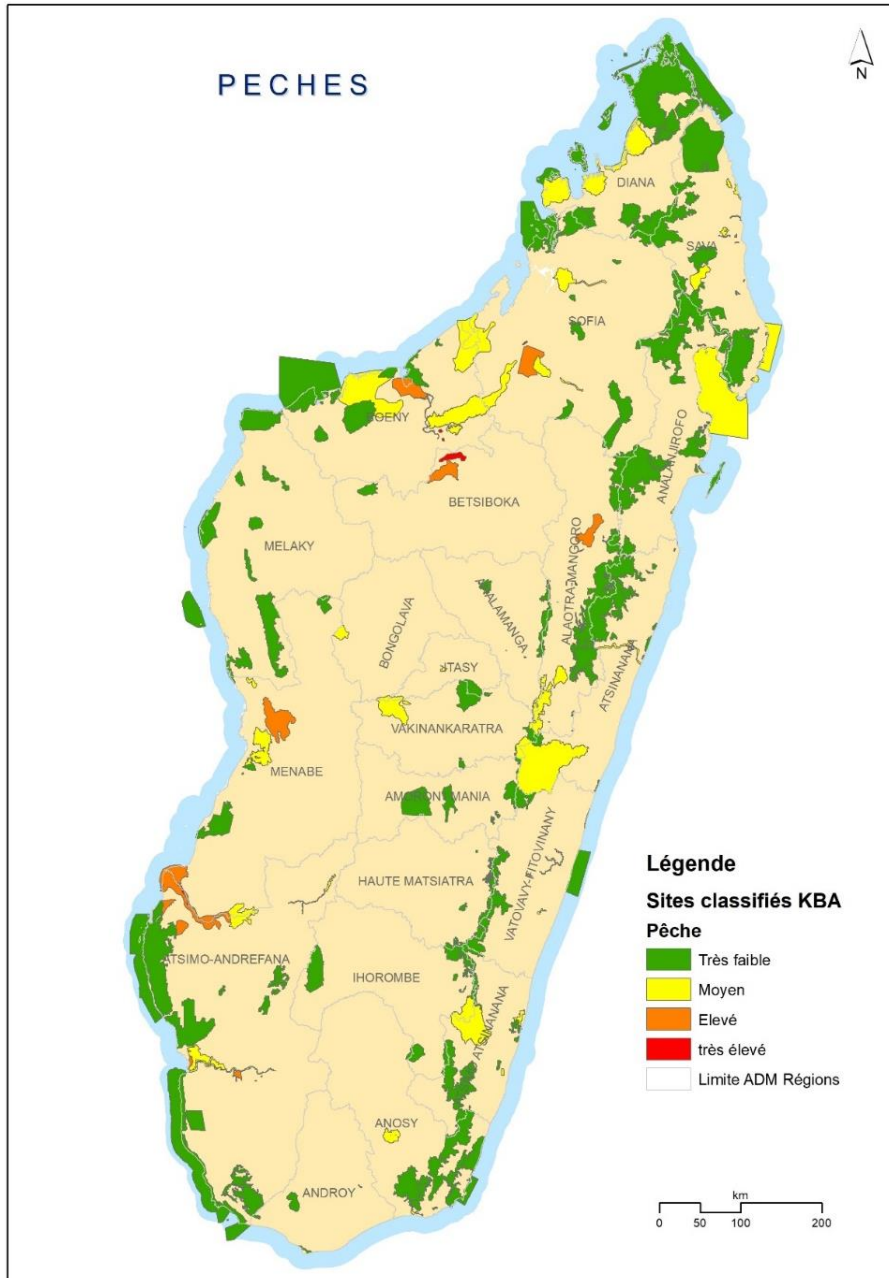 PECHES
N
DIANA
SAVA
SOFIA
BOENY
ANALANJIROFO
BETSIBOKA
MELAKY
ALAOTRA-MANGORO
BONGOLAVA
ANALAMANGA
ITASY
ATSINANANA
VAKINANKARATRA
MENABE
AMORON'I MANIA
HAUTE MATSIATRA
VATOVAVY-FITOVINANY
ATSIMO-ANDREFANA
IHOROMBE
ATSINANANA
ANOSY
ANDROY
Légende
Sites classifiés KBA
Pêche
Très faible
Moyen
Elevé
très élevé
Limite ADM Régions
km
0 50 100 200